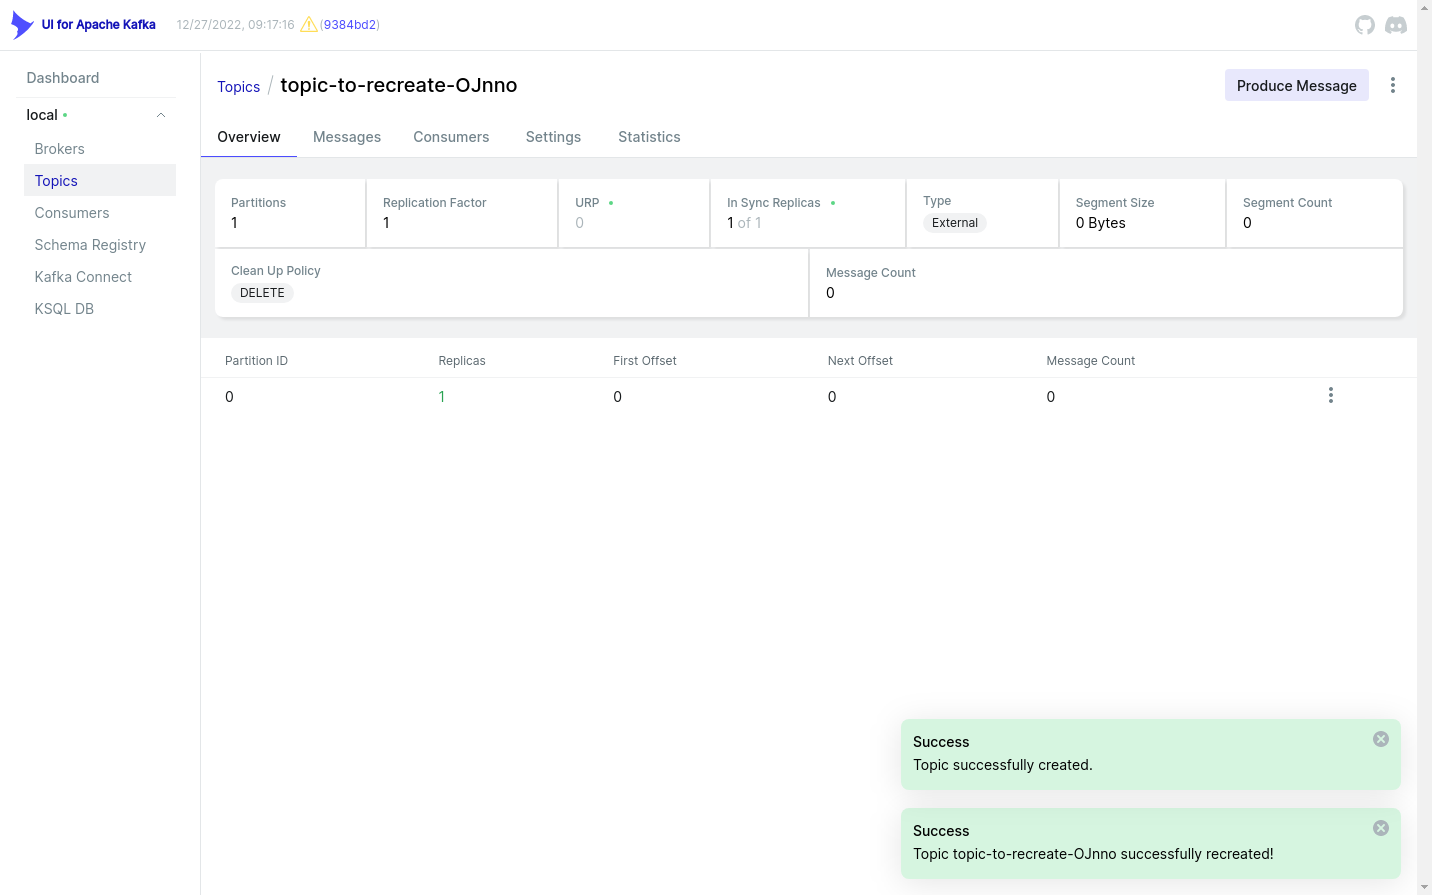 UI for Apache Kafka 12/27/2022, 09:17:16 (9384bd2)
Dashboard
local
Brokers
Topics
Consumers
Schema Registry
Kafka Connect
KSQL DB
Topics / topic-to-recreate-OJnno
Produce Message
Overview Messages Consumers Settings Statistics
Partitions Replication Factor URP In Sync Replicas Type Segment Size Segment Count
1 1 0 1 of 1 External 0 Bytes 0
Clean Up Policy Message Count
DELETE 0
Partition ID Replicas First Offset Next Offset Message Count
0 1 0 0 0
Success
Topic successfully created.
Success
Topic topic-to-recreate-OJnno successfully recreated!